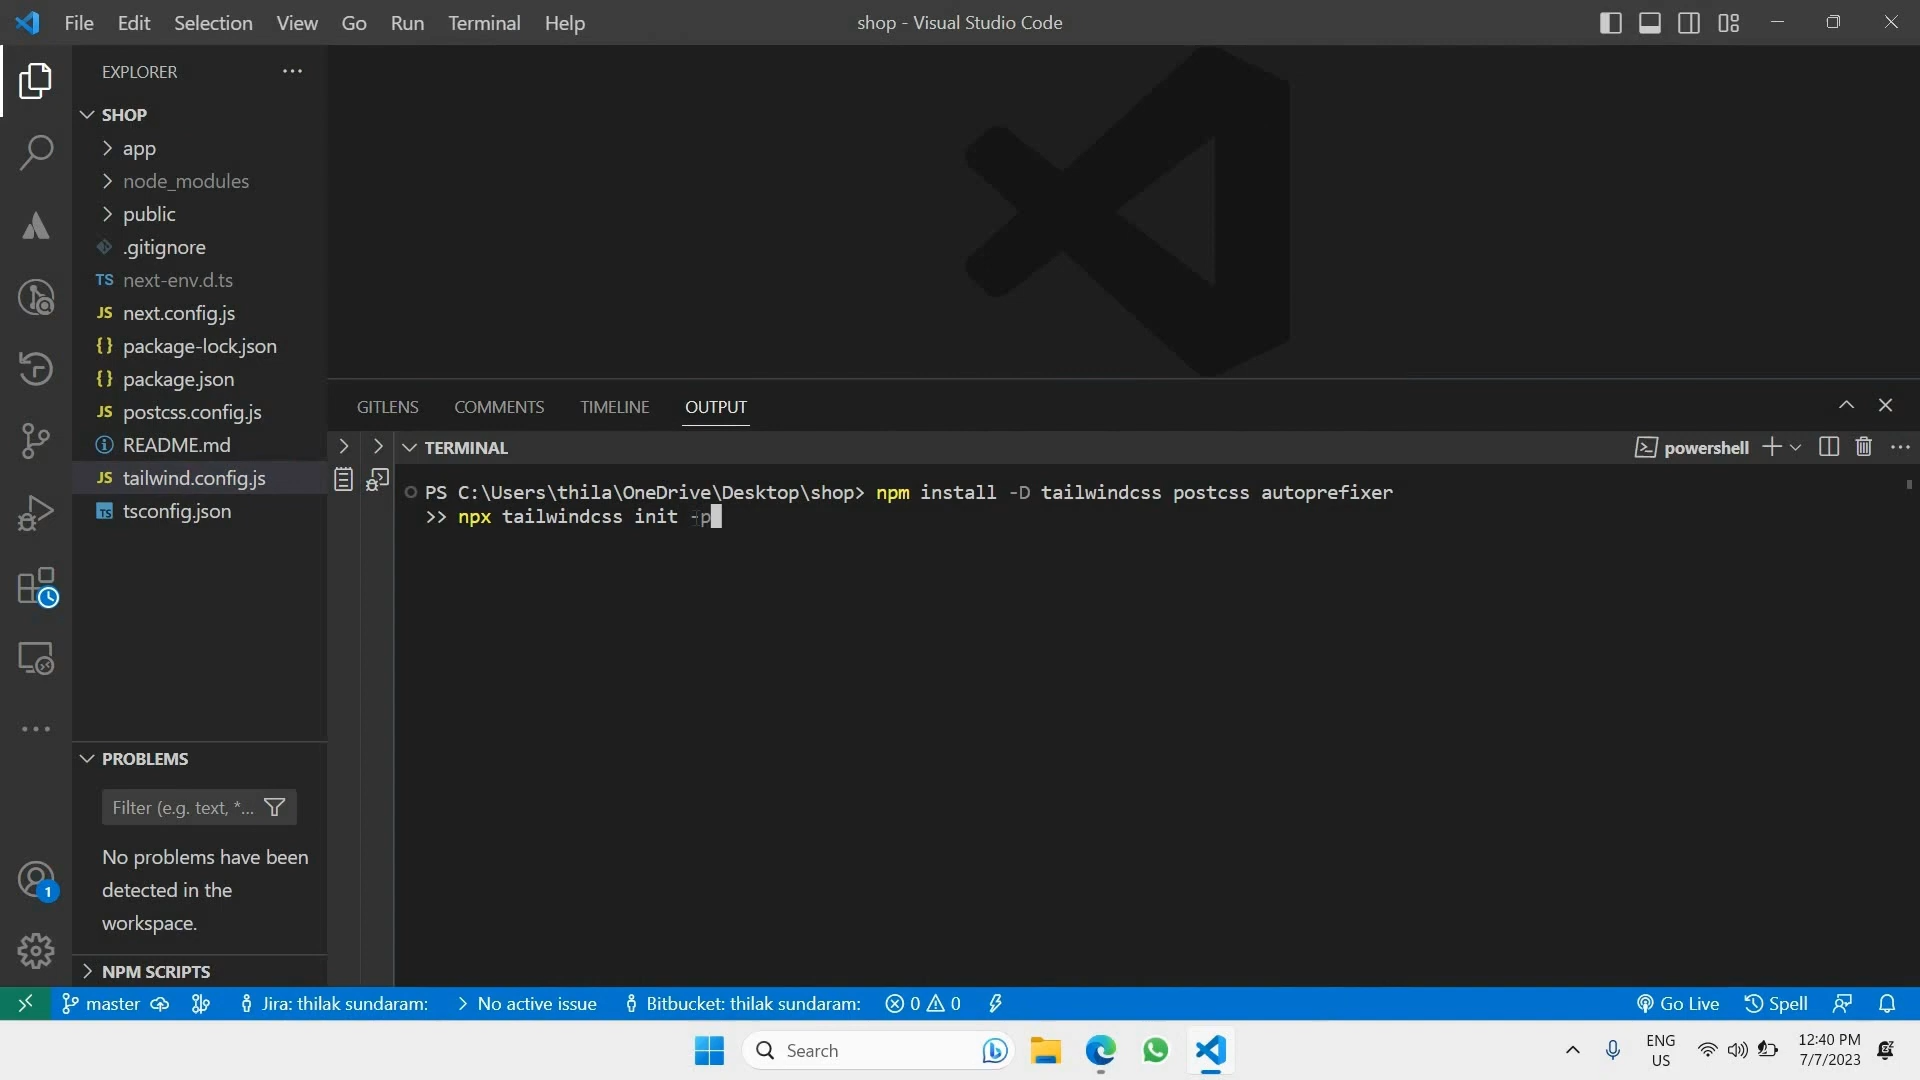 File Edit Selection View Go Run Terminal Help
shop - Visual Studio Code
EXPLORER
SHOP
app
node_modules
public
.gitignore
TS next-env.d.ts
JS next.config.js
{} package-lock.json
{} package.json
JS postcss.config.js
README.md
JS tailwind.config.js
TS tsconfig.json
GITLENS COMMENTS TIMELINE OUTPUT
TERMINAL
powershell
PS C:\Users\thila\OneDrive\Desktop\shop> npm install -D tailwindcss postcss autoprefixer
>> npx tailwindcss init -p
PROBLEMS
Filter (e.g. text, *...
No problems have been
detected in the
workspace.
1
NPM SCRIPTS
master Jira: thilak sundaram: No active issue Bitbucket: thilak sundaram: 0 0 Go Live Spell
Search
ENG
US
12:40 PM
7/7/2023